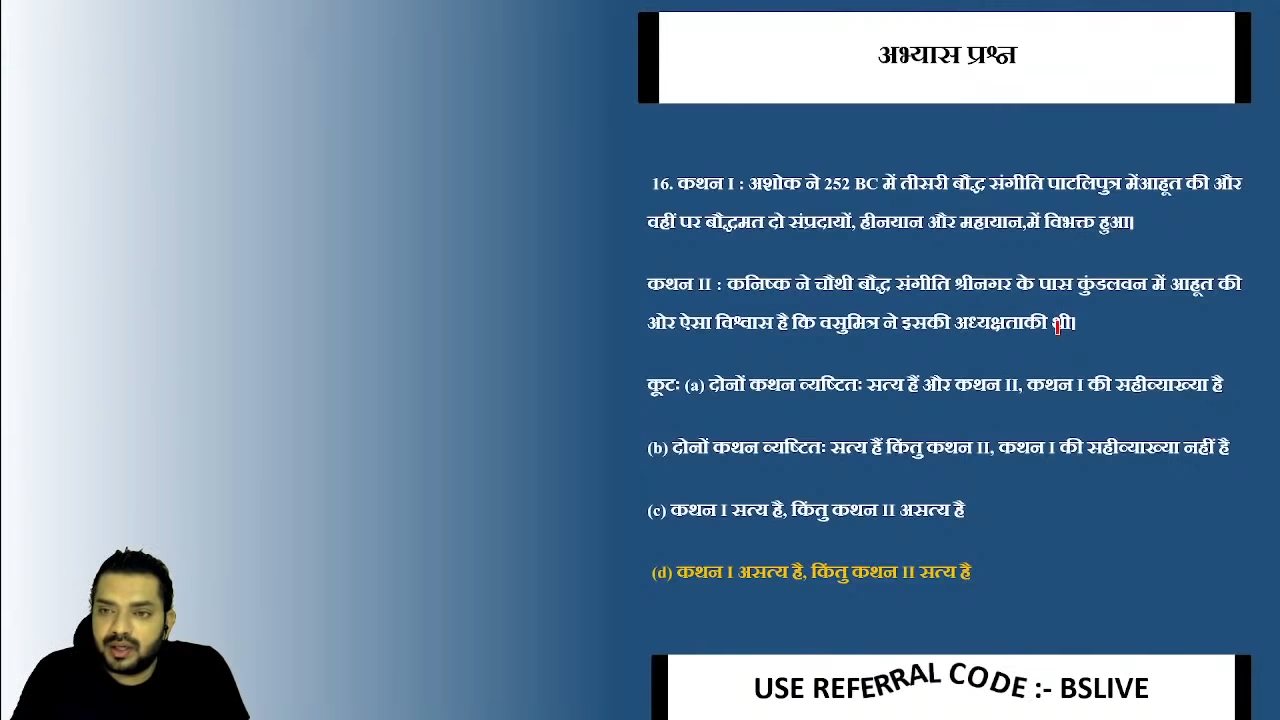 अभ्यास प्रश्न
16. कथन I : अशोक ने 252 BC में तीसरी बौद्ध संगीति पाटलिपुत्र मेंआहूत की और
वहीं पर बौद्धमत दो संप्रदायों, हीनयान और महायान,में विभक्त हुआ।
कथन II : कनिष्क ने चौथी बौद्ध संगीति श्रीनगर के पास कुंडलवन में आहूत की
ओर ऐसा विश्वास है कि वसुमित्र ने इसकी अध्यक्षताकी थी।
कूटः (a) दोनों कथन व्यष्टितः सत्य हैं और कथन II, कथन I की सहीव्याख्या है
(b) दोनों कथन व्यष्टितः सत्य हैं किंतु कथन II, कथन I की सहीव्याख्या नहीं है
(c) कथन I सत्य है, किंतु कथन II असत्य है
(d) कथन I असत्य है, किंतु कथन II सत्य है
USE REFERRAL CODE :- BSLIVE